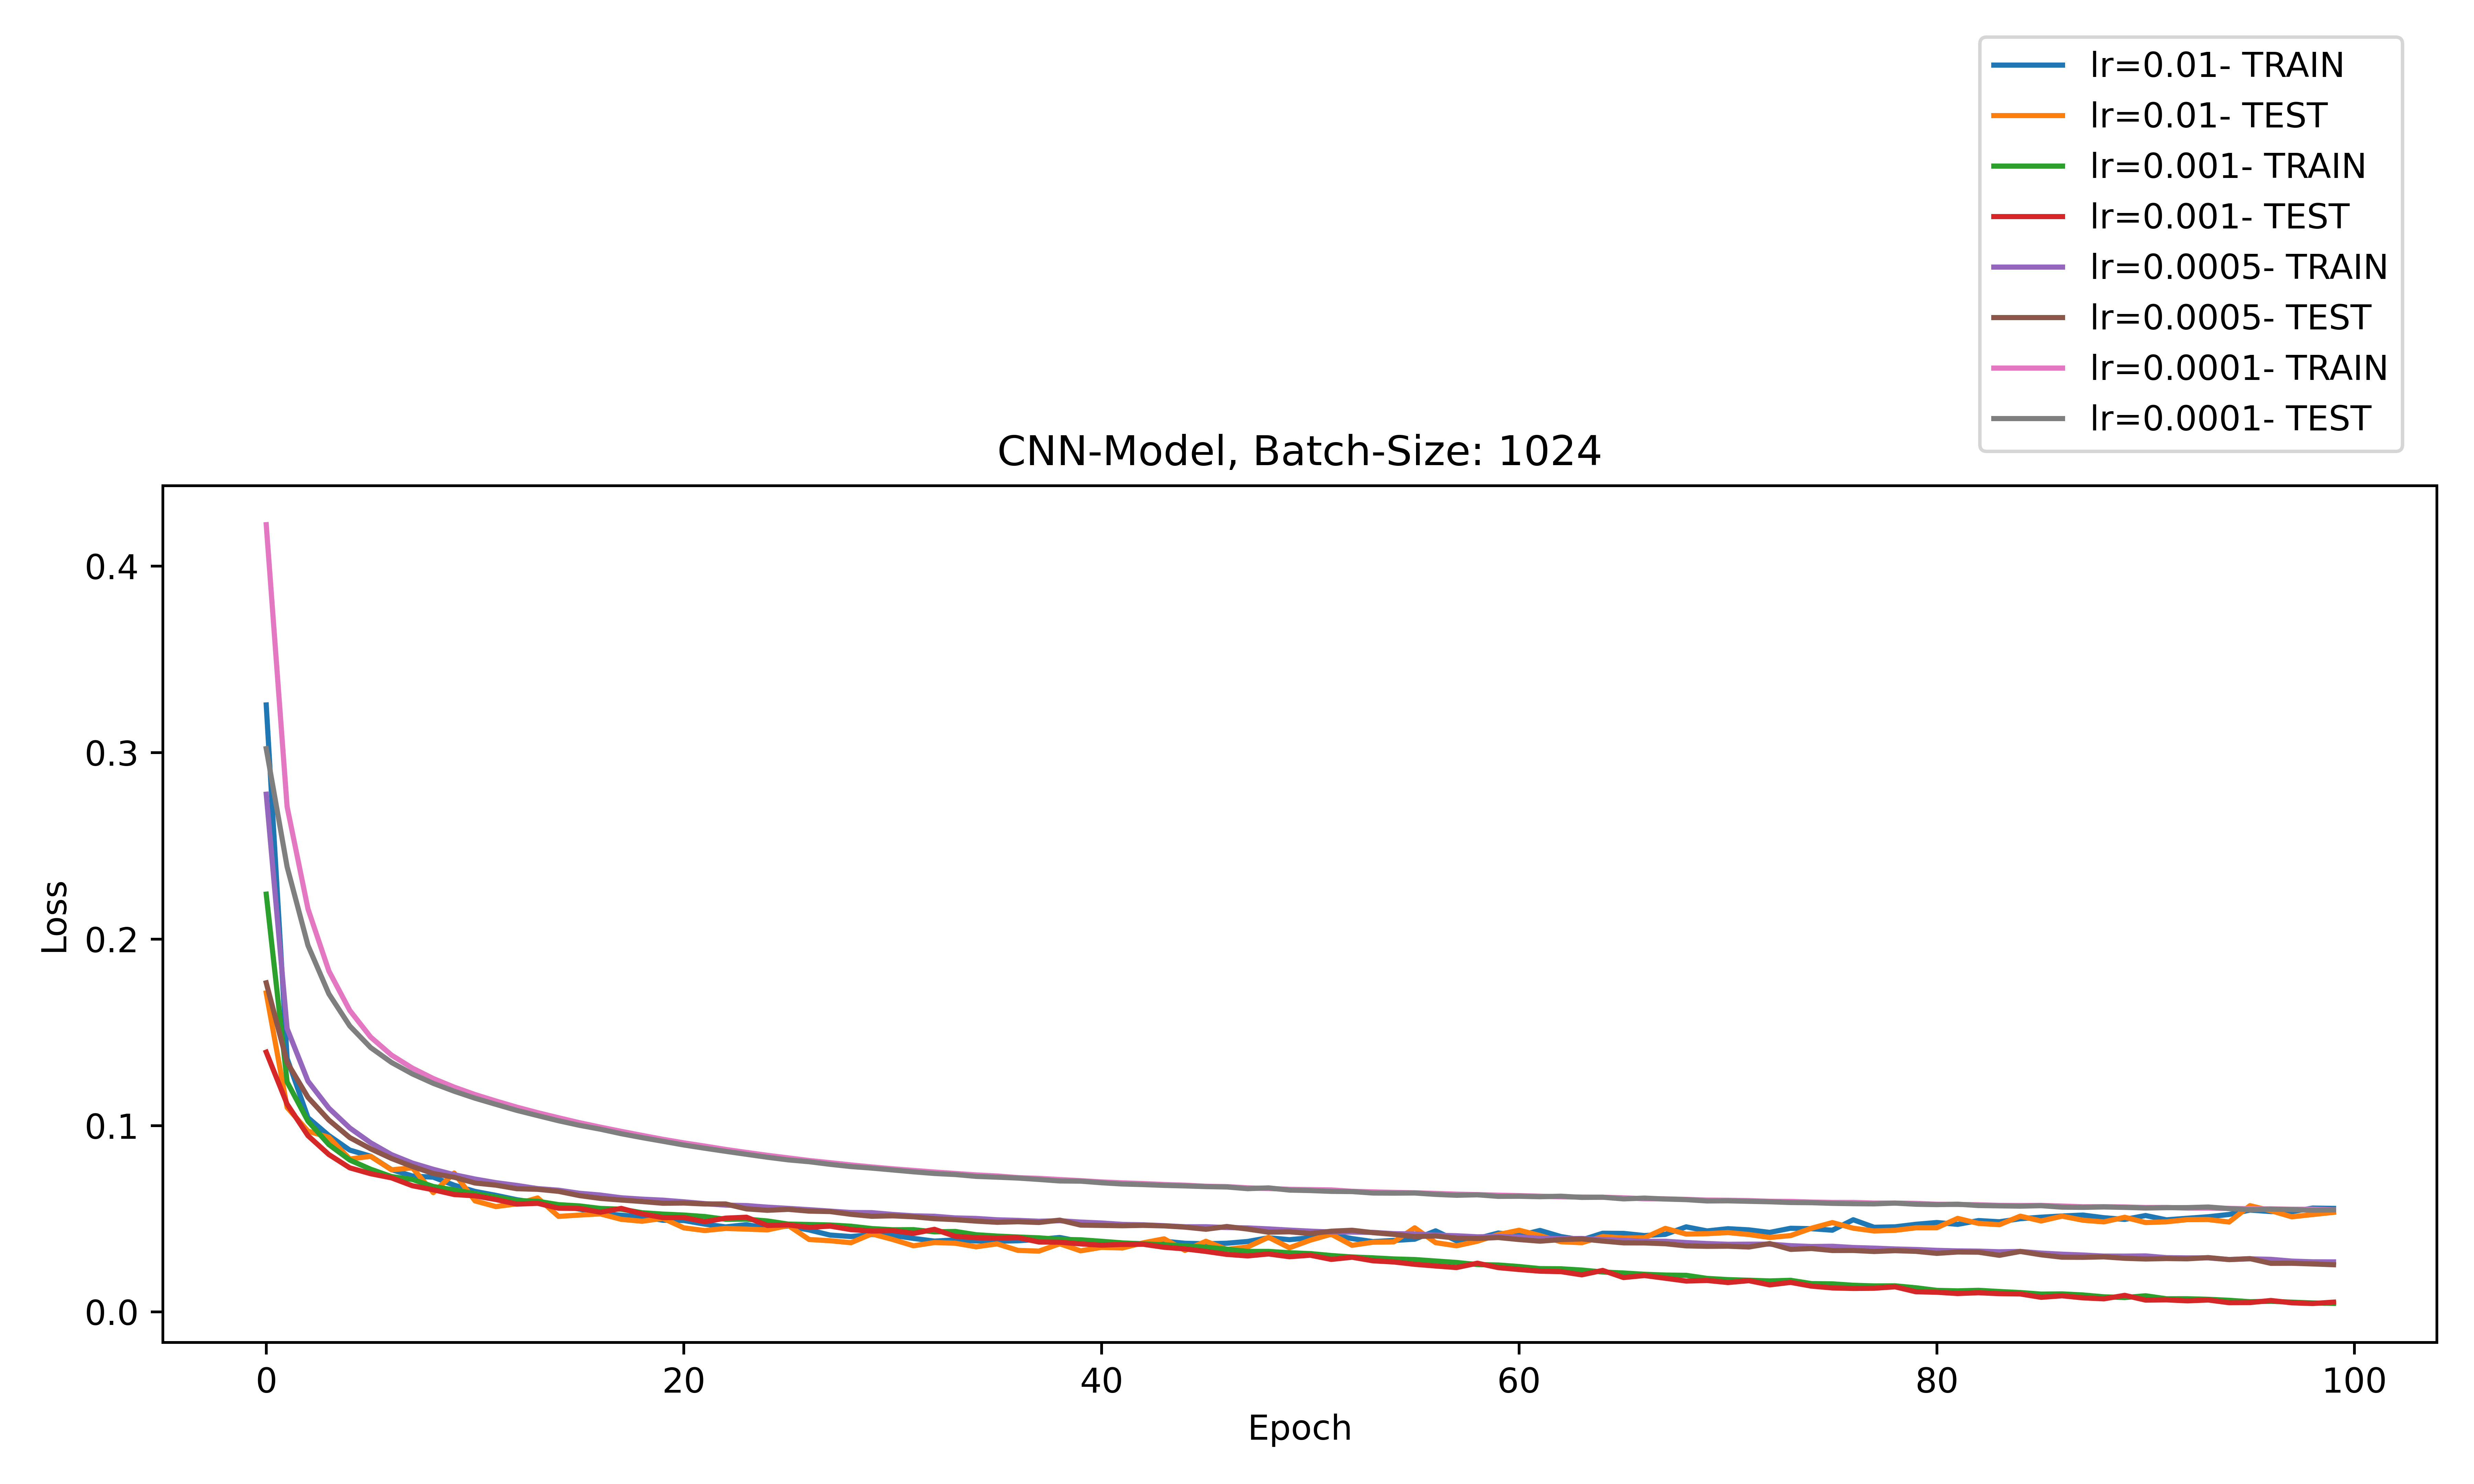 lr=0.01- TRAIN
lr=0.01- TEST
lr=0.001- TRAIN
lr=0.001- TEST
lr=0.0005- TRAIN
lr=0.0005- TEST
lr=0.0001- TRAIN
lr=0.0001- TEST
CNN-Model, Batch-Size: 1024
Loss
0.4
0.3
0.2
0.1
0.0
0 20 40 60 80 100
Epoch